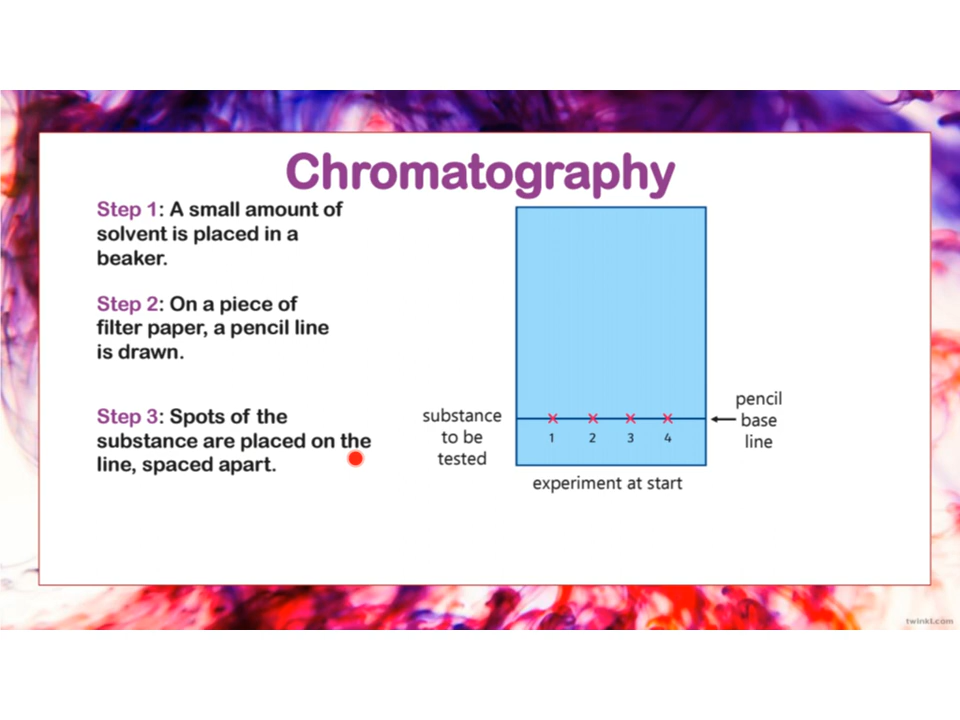 Chromatography
Step 1: A small amount of
solvent is placed in a
beaker.
Step 2: On a piece of
filter paper, a pencil line
is drawn.
Step 3: Spots of the
substance are placed on the
line, spaced apart.
substance
to be
tested
1 2 3 4
pencil
base
line
experiment at start
twinkl.com